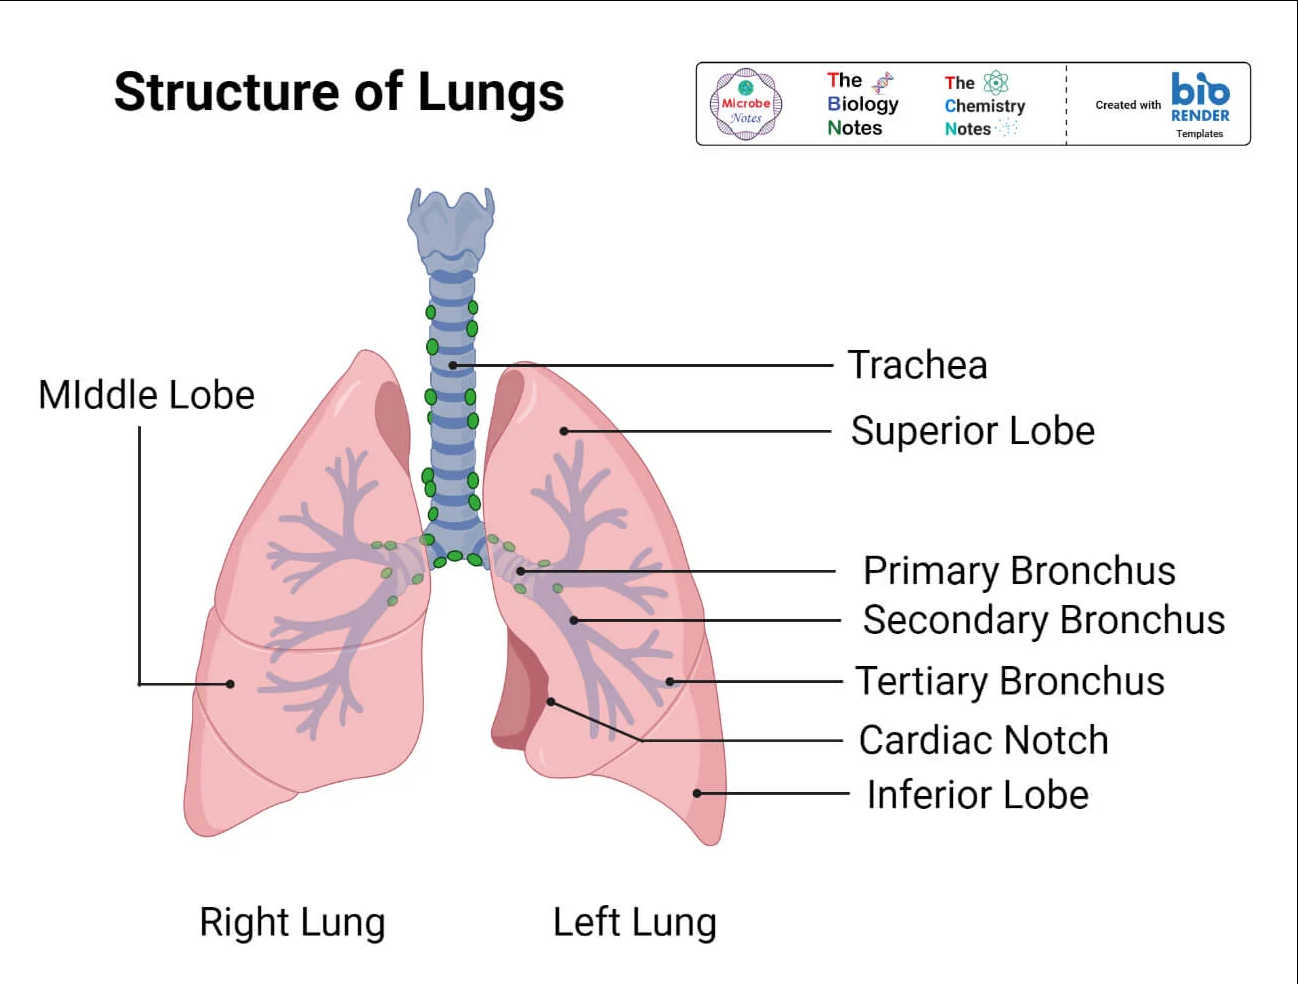 Structure of Lungs
Microbe
Notes
The
Biology
Notes
The
Chemistry
Notes
Created with
bio
RENDER
Templates
MIddle Lobe
Trachea
Superior Lobe
Primary Bronchus
Secondary Bronchus
Tertiary Bronchus
Cardiac Notch
Inferior Lobe
Right Lung
Left Lung